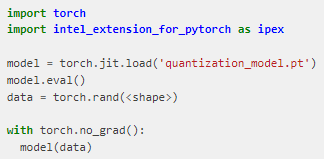 import torch
import intel_extension_for_pytorch as ipex
model = torch.jit.load('quantization_model.pt')
model.eval()
data = torch.rand(<shape>)
with torch.no_grad():
model(data)